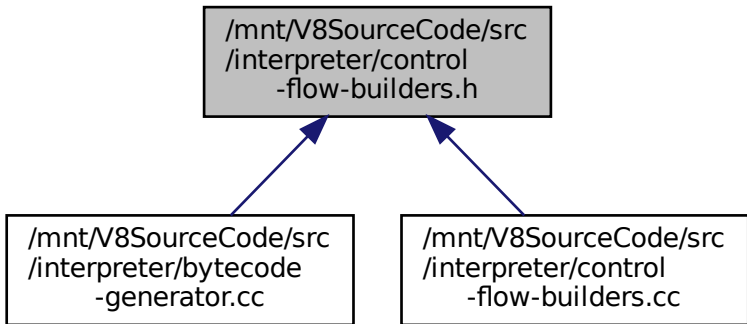 /mnt/V8SourceCode/src
/interpreter/control
-flow-builders.h
/mnt/V8SourceCode/src
/interpreter/bytecode
-generator.cc
/mnt/V8SourceCode/src
/interpreter/control
-flow-builders.cc